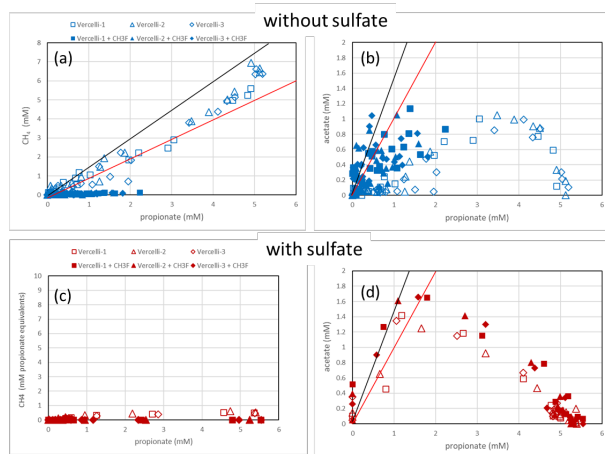 without sulfate
Vercelli-1 Vercelli-2 Vercelli-3
Vercelli-1 + CH3F Vercelli-2 + CH3F Vercelli-3 + CH3F
(a)
CH₄ (mM)
8
7
6
5
4
3
2
1
0
0 1 2 3 4 5 6
propionate (mM)
(b)
acetate (mM)
2
1.8
1.6
1.4
1.2
1
0.8
0.6
0.4
0.2
0
0 1 2 3 4 5 6
propionate (mM)
with sulfate
Vercelli-1 Vercelli-2 Vercelli-3
Vercelli-1 + CH3F Vercelli-2 + CH3F Vercelli-3 + CH3F
(c)
CH4 (mM propionate equivalents)
10
9
8
7
6
5
4
3
2
1
0
0 1 2 3 4 5 6
propionate (mM)
(d)
acetate (mM)
2
1.8
1.6
1.4
1.2
1
0.8
0.6
0.4
0.2
0
0 1 2 3 4 5 6
propionate (mM)